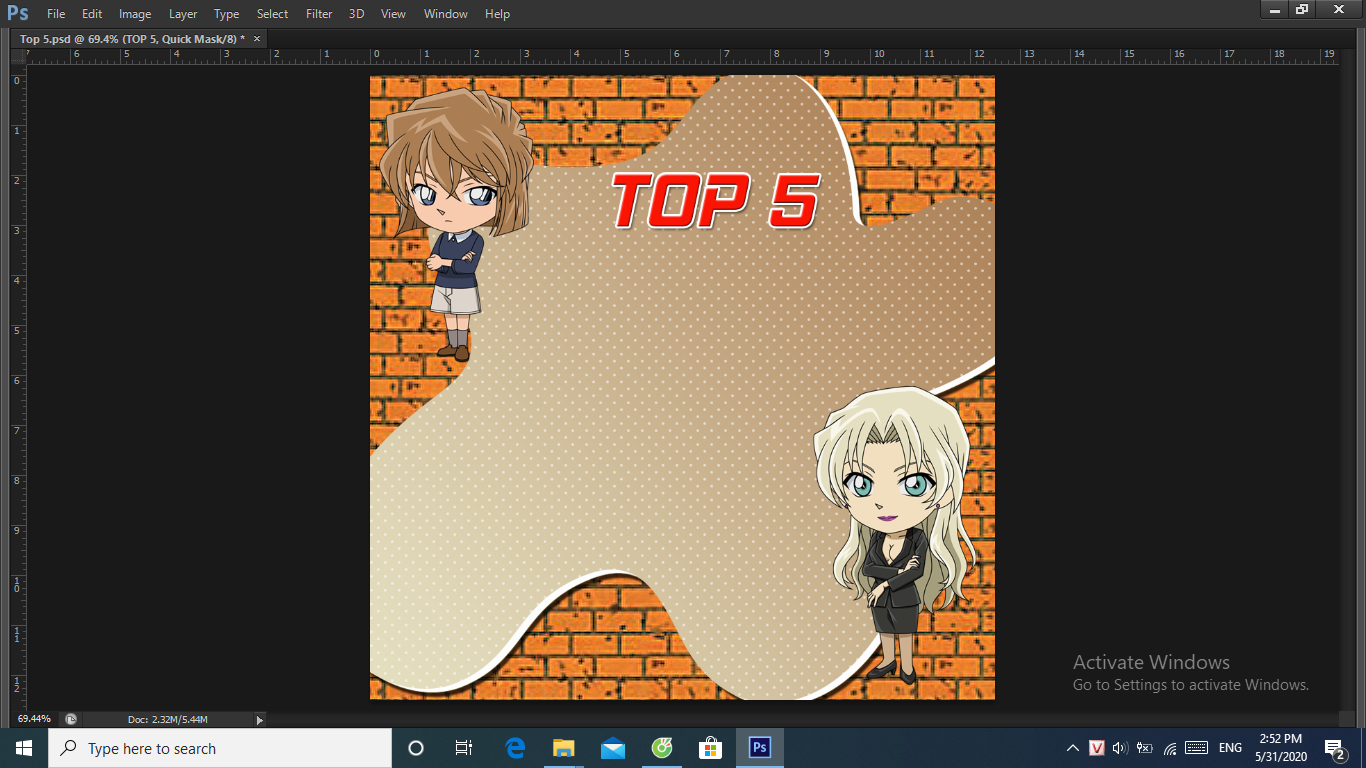 Ps File Edit Image Layer Type Select Filter 3D View Window Help
Top 5.psd @ 69.4% (TOP 5, Quick Mask/8) * ×
7 6 5 4 3 2 1 0 1 2 3 4 5 6 7 8 9 10 11 12 13 14 15 16 17 18 19
0
1
2
3
4
5
6
7
8
9
10
11
12
TOP 5
Activate Windows
Go to Settings to activate Windows.
69.44% Doc: 2.32M/5.44M
Type here to search
Ps
V
ENG
2:52 PM
5/31/2020
2